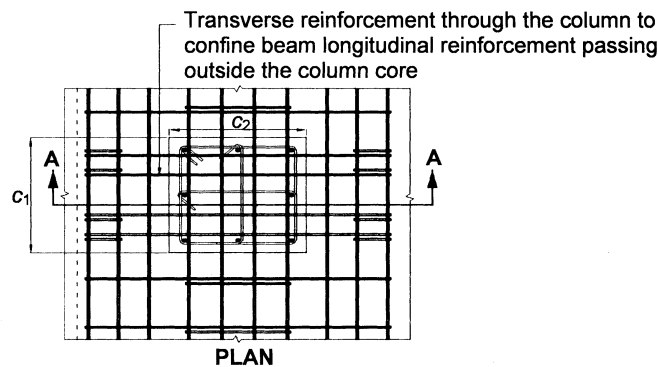 Transverse reinforcement through the column to
confine beam longitudinal reinforcement passing
outside the column core
c2
A A
c1
PLAN